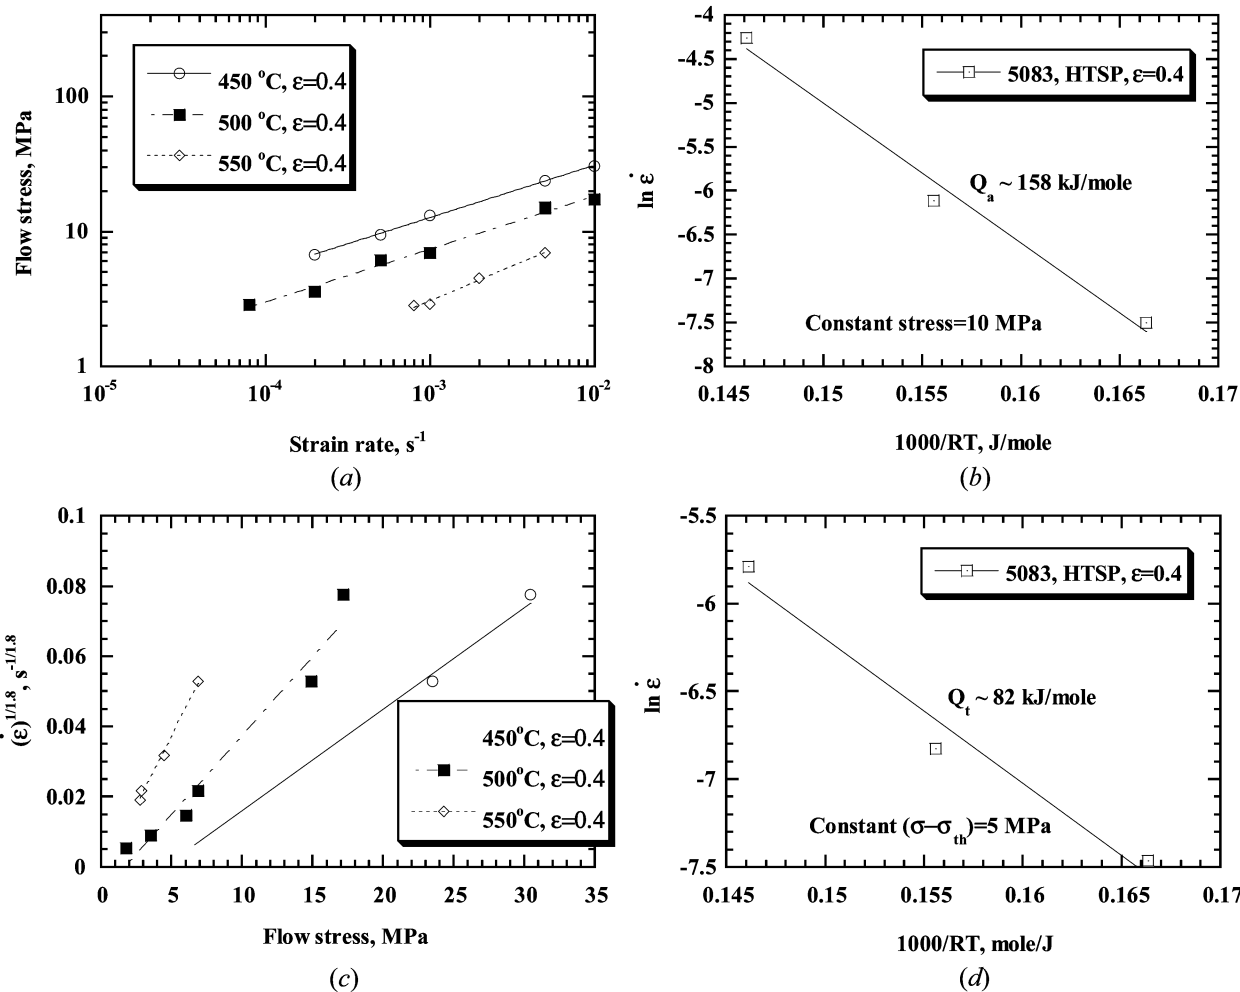 100
10
1
Flow stress, MPa
450 °C, ε=0.4
500 °C, ε=0.4
550 °C, ε=0.4
10⁻⁵ 10⁻⁴ 10⁻³ 10⁻²
Strain rate, s⁻¹
(a)
-4
-4.5
-5
-5.5
-6
-6.5
-7
-7.5
-8
ln ε̇
5083, HTSP, ε=0.4
Qₐ ~ 158 kJ/mole
Constant stress=10 MPa
0.145 0.15 0.155 0.16 0.165 0.17
1000/RT, J/mole
(b)
0.1
0.08
0.06
0.04
0.02
0
(ε̇)¹/¹·⁸, s⁻¹/¹·⁸
450°C, ε=0.4
500°C, ε=0.4
550°C, ε=0.4
0 5 10 15 20 25 30 35
Flow stress, MPa
(c)
-5.5
-6
-6.5
-7
-7.5
ln ε̇
5083, HTSP, ε=0.4
Qₜ ~ 82 kJ/mole
Constant (σ–σth)=5 MPa
0.145 0.15 0.155 0.16 0.165 0.17
1000/RT, mole/J
(d)